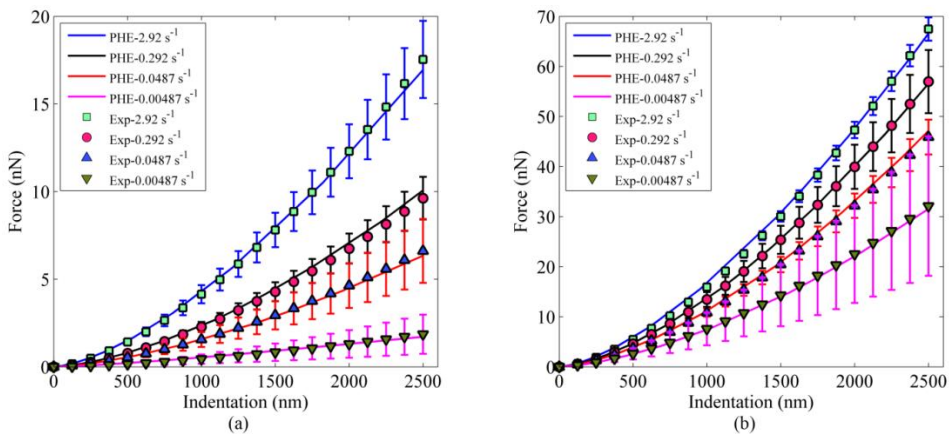 20
15
10
5
0
Force (nN)
PHE-2.92 s⁻¹
PHE-0.292 s⁻¹
PHE-0.0487 s⁻¹
PHE-0.00487 s⁻¹
Exp-2.92 s⁻¹
Exp-0.292 s⁻¹
Exp-0.0487 s⁻¹
Exp-0.00487 s⁻¹
0 500 1000 1500 2000 2500
Indentation (nm)
(a)
70
60
50
40
30
20
10
0
Force (nN)
PHE-2.92 s⁻¹
PHE-0.292 s⁻¹
PHE-0.0487 s⁻¹
PHE-0.00487 s⁻¹
Exp-2.92 s⁻¹
Exp-0.292 s⁻¹
Exp-0.0487 s⁻¹
Exp-0.00487 s⁻¹
0 500 1000 1500 2000 2500
Indentation (nm)
(b)